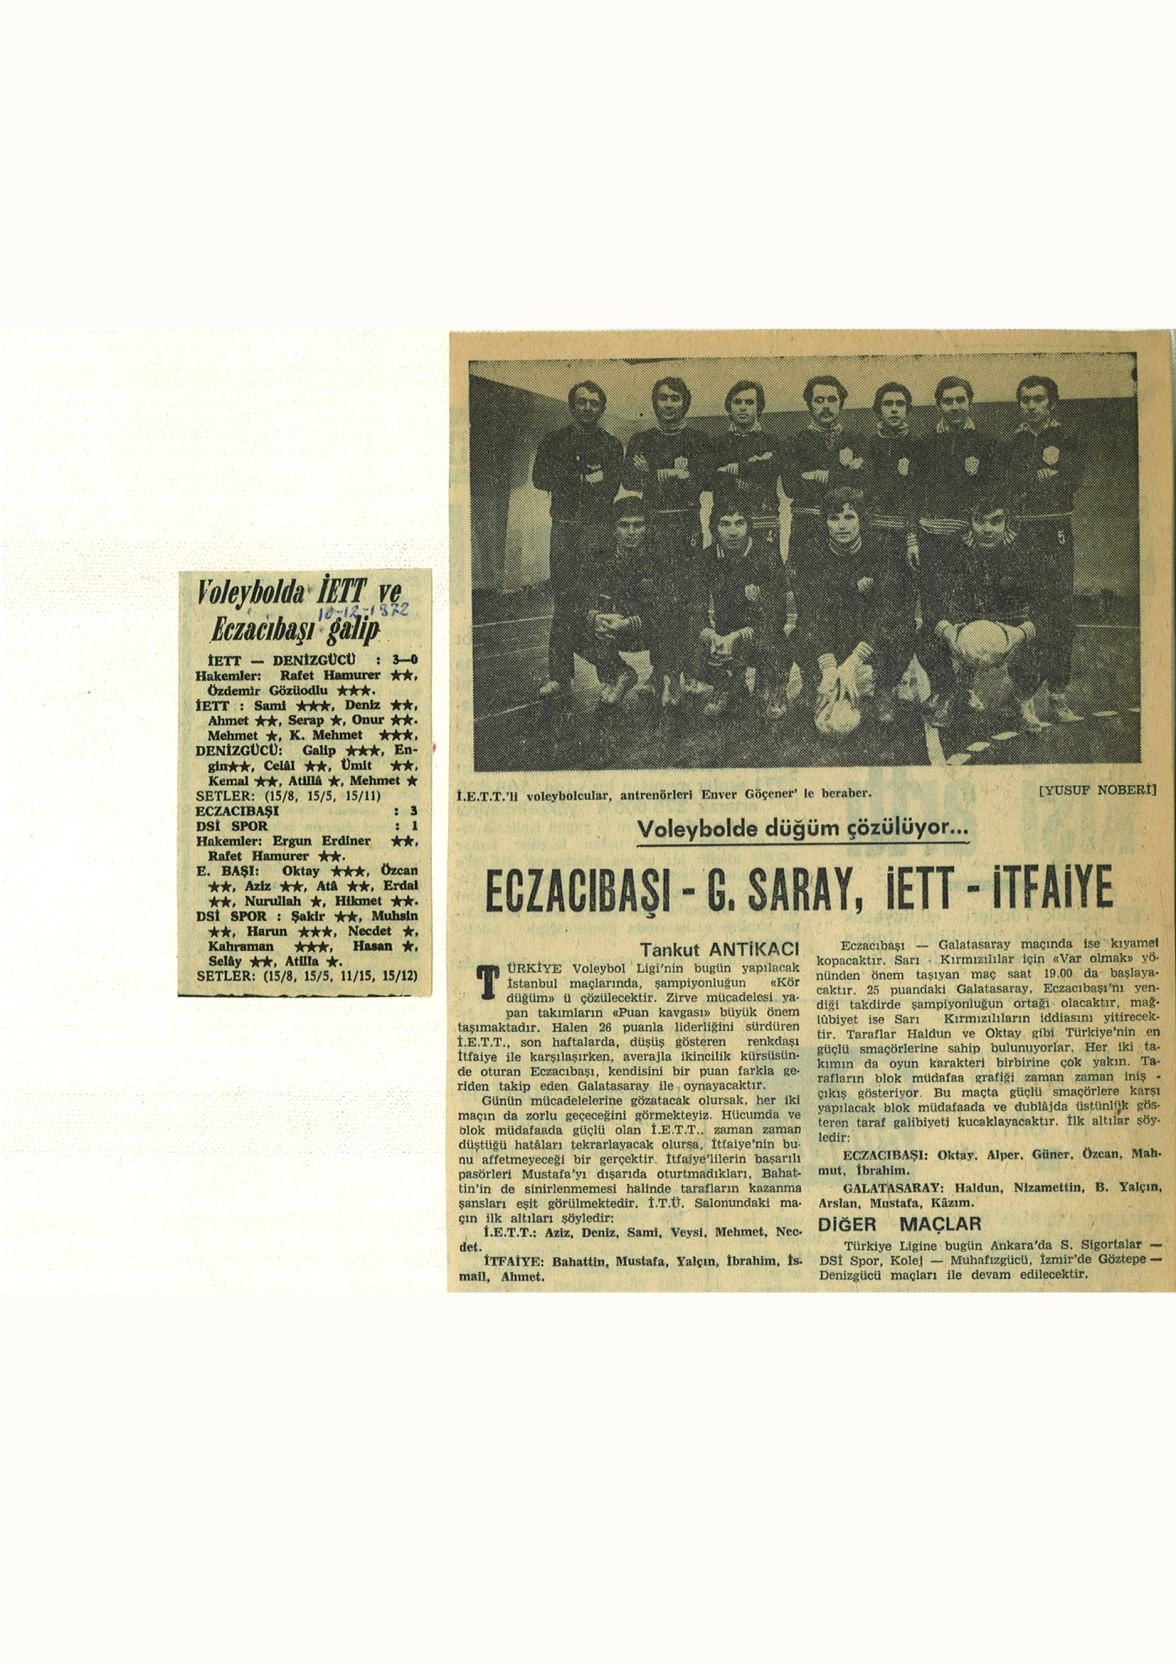 Voleybolda İETT ve
10-12-1972
Eczacıbaşı galip
İETT — DENİZGÜCÜ : 3—0
Hakemler: Rafet Hamurer ★★,
Özdemir Gözüodlu ★★★.
İETT : Sami ★★★, Deniz ★★,
Ahmet ★★, Serap ★, Onur ★★.
Mehmet ★, K. Mehmet ★★★,
DENİZGÜCÜ: Galip ★★★, En-
gin★★, Celâl ★★, Ümit ★★,
Kemal ★★, Atillâ ★, Mehmet ★
SETLER: (15/8, 15/5, 15/11)
ECZACIBAŞI : 3
DSİ SPOR : 1
Hakemler: Ergun Erdiner ★★,
Rafet Hamurer ★★.
E. BAŞI: Oktay ★★★, Özcan
★★, Aziz ★★, Atâ ★★, Erdal
★★, Nurullah ★, Hikmet ★★.
DSİ SPOR : Şakir ★★, Muhsin
★★, Harun ★★★, Necdet ★,
Kahraman ★★★, Hasan ★,
Selây ★★, Atilla ★.
SETLER: (15/8, 15/5, 11/15, 15/12)
İ.E.T.T.'li voleybolcular, antrenörleri Enver Göçener' le beraber.
[YUSUF NOBERİ]
Voleybolde düğüm çözülüyor...
ECZACIBAŞI - G. SARAY, İETT - İTFAİYE
Tankut ANTİKACI
TÜRKİYE Voleybol Ligi'nin bugün yapılacak
İstanbul maçlarında, şampiyonluğun «Kör
düğüm» ü çözülecektir. Zirve mücadelesi ya-
pan takımların «Puan kavgası» büyük önem
taşımaktadır. Halen 26 puanla liderliğini sürdüren
İ.E.T.T., son haftalarda, düşüş gösteren renkdaşı
İtfaiye ile karşılaşırken, averajla ikincilik kürsüsün-
de oturan Eczacıbaşı, kendisini bir puan farkla ge-
riden takip eden Galatasaray ile oynayacaktır.
Günün mücadelelerine gözatacak olursak, her iki
maçın da zorlu geçeceğini görmekteyiz. Hücumda ve
blok müdafaada güçlü olan İ.E.T.T.. zaman zaman
düştüğü hatâları tekrarlayacak olursa, İtfaiye'nin bu-
nu affetmeyeceği bir gerçektir. İtfaiye'lilerin başarılı
pasörleri Mustafa'yı dışarıda oturtmadıkları, Bahat-
tin'in de sinirlenmemesi halinde tarafların kazanma
şansları eşit görülmektedir. İ.T.Ü. Salonundaki ma-
çın ilk altıları şöyledir:
İ.E.T.T.: Aziz, Deniz, Sami, Veysi, Mehmet, Nec-
det.
İTFAİYE: Bahattin, Mustafa, Yalçın, İbrahim, İs-
mail, Ahmet.
Eczacıbaşı — Galatasaray maçında ise kıyamet
kopacaktır. Sarı - Kırmızılılar için «Var olmak» yö-
nünden önem taşıyan maç saat 19.00 da başlaya-
caktır. 25 puandaki Galatasaray, Eczacıbaşı'nı yen-
diği takdirde şampiyonluğun ortağı olacaktır, mağ-
lûbiyet ise Sarı Kırmızılıların iddiasını yitirecek-
tir. Taraflar Haldun ve Oktay gibi Türkiye'nin en
güçlü smaçörlerine sahip bulunuyorlar. Her iki ta-
kımın da oyun karakteri birbirine çok yakın. Ta-
rafların blok müdafaa grafiği zaman zaman iniş -
çıkış gösteriyor. Bu maçta güçlü smaçörlere karşı
yapılacak blok müdafaada ve dublâjda üstünlük gös-
teren taraf galibiyeti kucaklayacaktır. İlk altılar şöy-
ledir:
ECZACIBAŞI: Oktay, Alper, Güner, Özcan, Mah-
mut, İbrahim.
GALATASARAY: Haldun, Nizamettin, B. Yalçın,
Arslan, Mustafa, Kâzım.
DİĞER MAÇLAR
Türkiye Ligine bugün Ankara'da S. Sigortalar —
DSİ Spor, Kolej — Muhafızgücü, İzmir'de Göztepe —
Denizgücü maçları ile devam edilecektir.